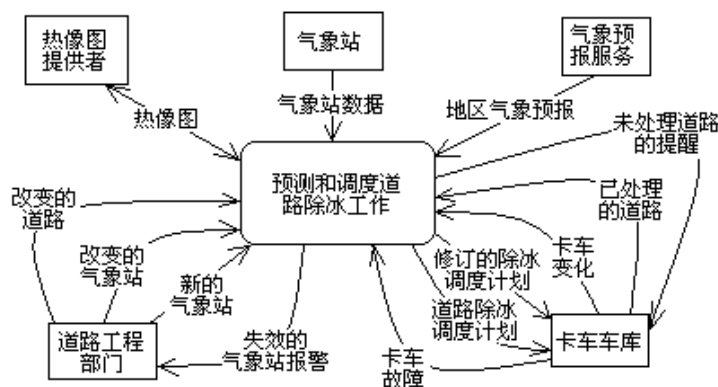 热像图
提供者
气象站
气象预
报服务
热像图
气象站数据
地区气象预报
未处理道路
的提醒
预测和调度道
路除冰工作
改变的
道路
已处理
的道路
改变的
气象站
新的
气象站
修订的除冰
调度计划
卡车
变化
道路除冰
调度计划
道路工程
部门
失效的
气象站报警
卡车
故障
卡车车库